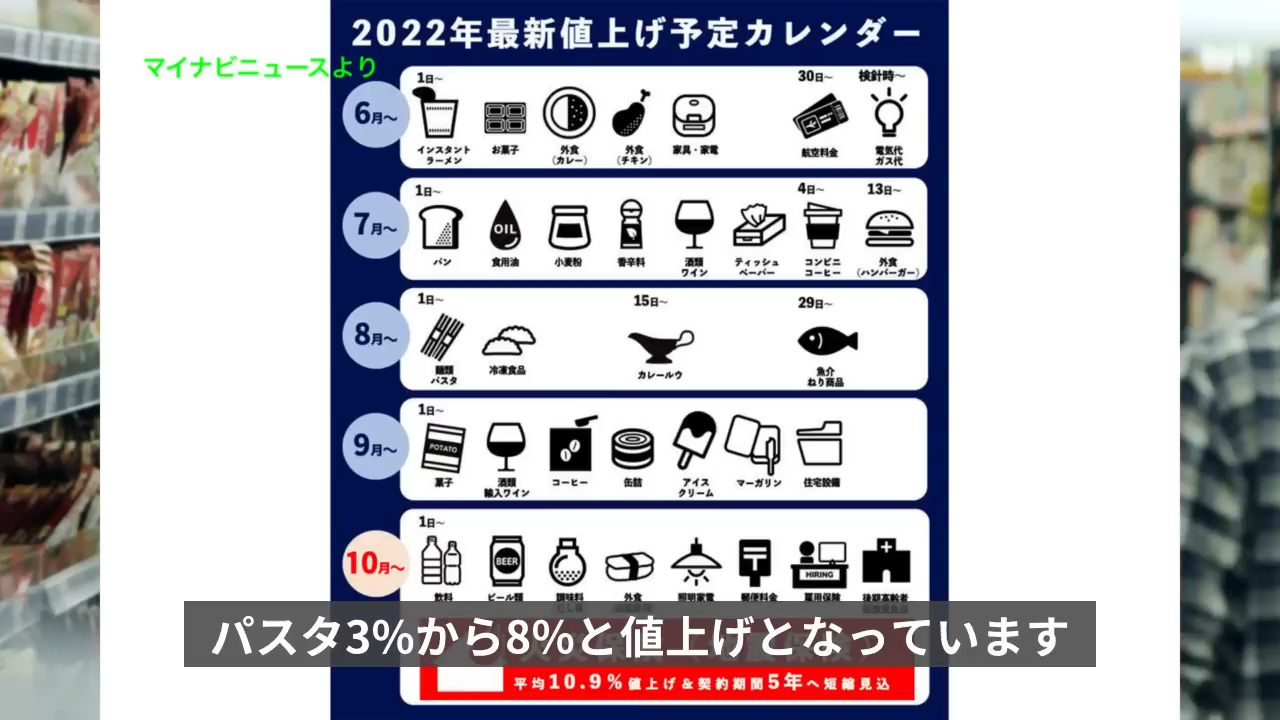 2022年最新値上げ予定カレンダー
マイナビニュースより
6月〜
1日〜
30日〜
検針時〜
インスタント
ラーメン
お菓子
外食
(カレー)
外食
(チキン)
家具・家電
航空料金
電気代
ガス代
7月〜
1日〜
4日〜
13日〜
OIL
パン
食用油
小麦粉
香辛料
酒類
ワイン
ティッシュ
ペーパー
コンビニ
コーヒー
外食
(ハンバーガー)
8月〜
1日〜
15日〜
29日〜
麺類
パスタ
冷凍食品
カレールウ
魚介
ねり商品
9月〜
1日〜
POTATO
菓子
酒類
輸入ワイン
コーヒー
缶詰
アイス
クリーム
マーガリン
住宅設備
10月〜
1日〜
BEER
HIRING
飲料
ビール類
調味料
外食
照明家電
郵便料金
雇用保険
後期高齢者
パスタ3%から8%と値上げとなっています
平均10.9%値上げ&契約期間5年へ短縮見込